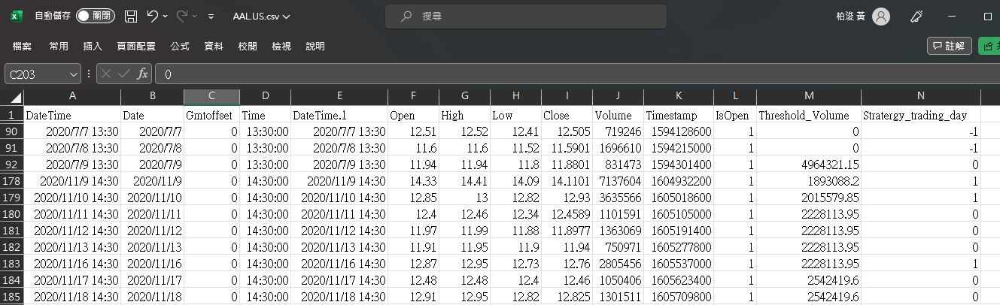 自動儲存 關閉 AAL.US.csv 搜尋 柏浚 黃
檔案 常用 插入 頁面配置 公式 資料 校閱 檢視 說明 註解
C203 fx 0
A B C D E F G H I J K L M N
1 DateTime Date Gmtoffset Time DateTime.1 Open High Low Close Volume Timestamp IsOpen Threshold_Volume Stratergy_trading_day
90 2020/7/7 13:30 2020/7/7 0 13:30:00 2020/7/7 13:30 12.51 12.52 12.41 12.505 719246 1594128600 1 0 -1
91 2020/7/8 13:30 2020/7/8 0 13:30:00 2020/7/8 13:30 11.6 11.6 11.52 11.5901 1696610 1594215000 1 0 -1
92 2020/7/9 13:30 2020/7/9 0 13:30:00 2020/7/9 13:30 11.94 11.94 11.8 11.8801 831473 1594301400 1 4964321.15 0
178 2020/11/9 14:30 2020/11/9 0 14:30:00 2020/11/9 14:30 14.33 14.41 14.09 14.1101 7137604 1604932200 1 1893088.2 1
179 2020/11/10 14:30 2020/11/10 0 14:30:00 2020/11/10 14:30 12.85 13 12.82 12.93 3635566 1605018600 1 2015579.85 1
180 2020/11/11 14:30 2020/11/11 0 14:30:00 2020/11/11 14:30 12.4 12.46 12.34 12.4589 1101591 1605105000 1 2228113.95 0
181 2020/11/12 14:30 2020/11/12 0 14:30:00 2020/11/12 14:30 11.97 11.99 11.88 11.8977 1363069 1605191400 1 2228113.95 0
182 2020/11/13 14:30 2020/11/13 0 14:30:00 2020/11/13 14:30 11.91 11.95 11.9 11.94 750971 1605277800 1 2228113.95 0
183 2020/11/16 14:30 2020/11/16 0 14:30:00 2020/11/16 14:30 12.87 12.95 12.73 12.76 2805456 1605537000 1 2228113.95 1
184 2020/11/17 14:30 2020/11/17 0 14:30:00 2020/11/17 14:30 12.48 12.48 12.4 12.46 1050406 1605623400 1 2542419.6 0
185 2020/11/18 14:30 2020/11/18 0 14:30:00 2020/11/18 14:30 12.91 12.95 12.82 12.825 1301511 1605709800 1 2542419.6 0